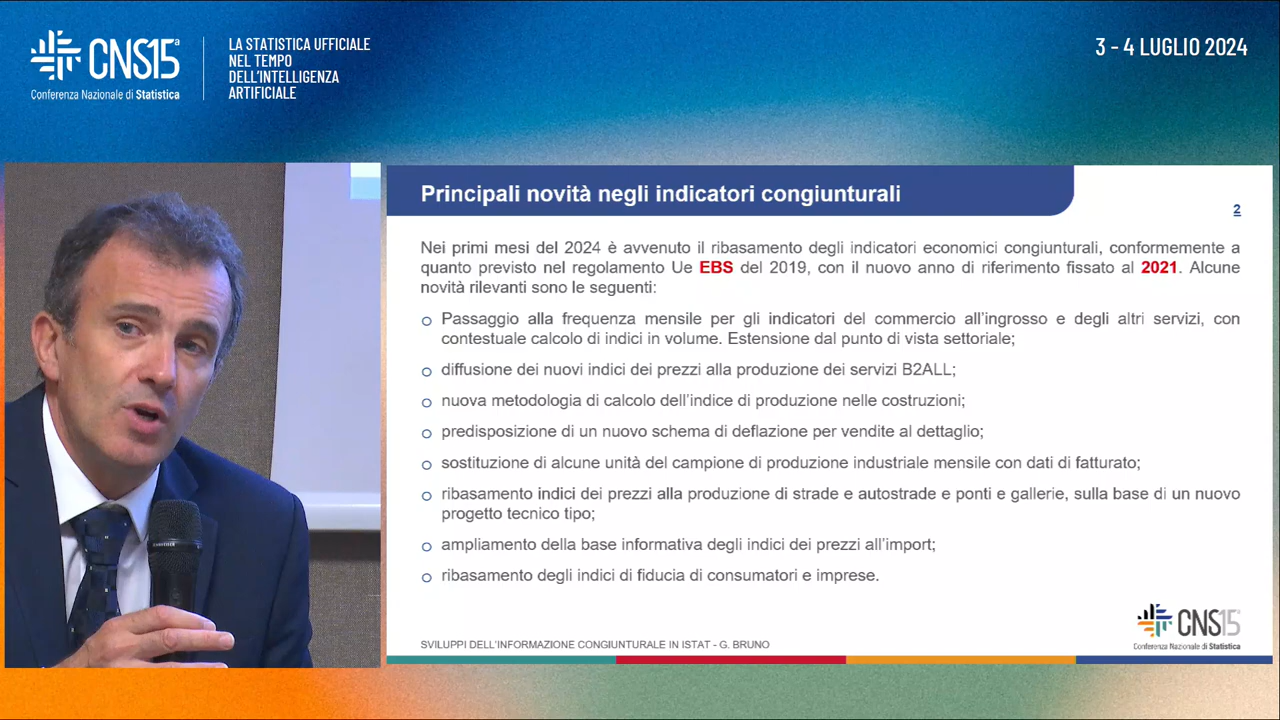 CNS15ª
Conferenza Nazionale di Statistica
LA STATISTICA UFFICIALE
NEL TEMPO
DELL'INTELLIGENZA
ARTIFICIALE
3 - 4 LUGLIO 2024
Principali novità negli indicatori congiunturali
2
Nei primi mesi del 2024 è avvenuto il ribasamento degli indicatori economici congiunturali, conformemente a
quanto previsto nel regolamento Ue EBS del 2019, con il nuovo anno di riferimento fissato al 2021. Alcune
novità rilevanti sono le seguenti:
o Passaggio alla frequenza mensile per gli indicatori del commercio all'ingrosso e degli altri servizi, con
contestuale calcolo di indici in volume. Estensione dal punto di vista settoriale;
o diffusione dei nuovi indici dei prezzi alla produzione dei servizi B2ALL;
o nuova metodologia di calcolo dell'indice di produzione nelle costruzioni;
o predisposizione di un nuovo schema di deflazione per vendite al dettaglio;
o sostituzione di alcune unità del campione di produzione industriale mensile con dati di fatturato;
o ribasamento indici dei prezzi alla produzione di strade e autostrade e ponti e gallerie, sulla base di un nuovo
progetto tecnico tipo;
o ampliamento della base informativa degli indici dei prezzi all'import;
o ribasamento degli indici di fiducia di consumatori e imprese.
SVILUPPI DELL'INFORMAZIONE CONGIUNTURALE IN ISTAT - G. BRUNO
CNS15ª
Conferenza Nazionale di Statistica